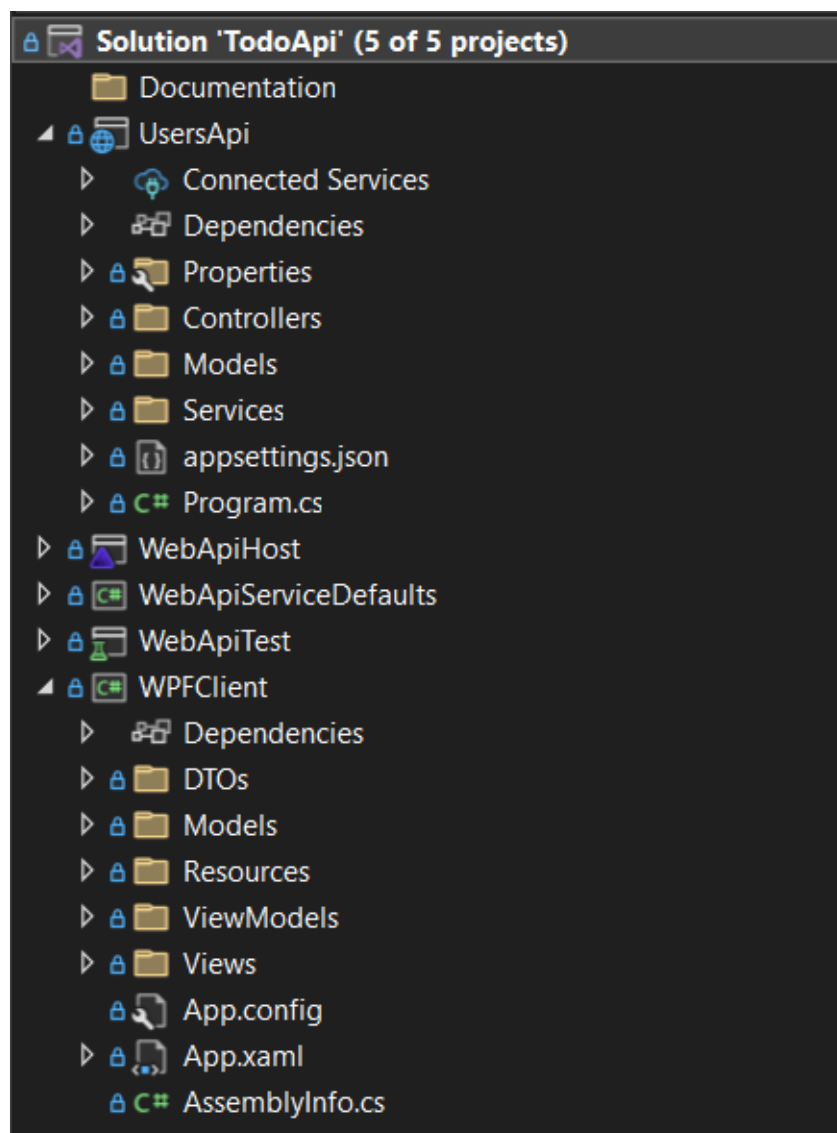 Solution 'TodoApi' (5 of 5 projects)
Documentation
UsersApi
Connected Services
Dependencies
Properties
Controllers
Models
Services
appsettings.json
C# Program.cs
WebApiHost
C# WebApiServiceDefaults
WebApiTest
C# WPFClient
Dependencies
DTOs
Models
Resources
ViewModels
Views
App.config
App.xaml
C# AssemblyInfo.cs